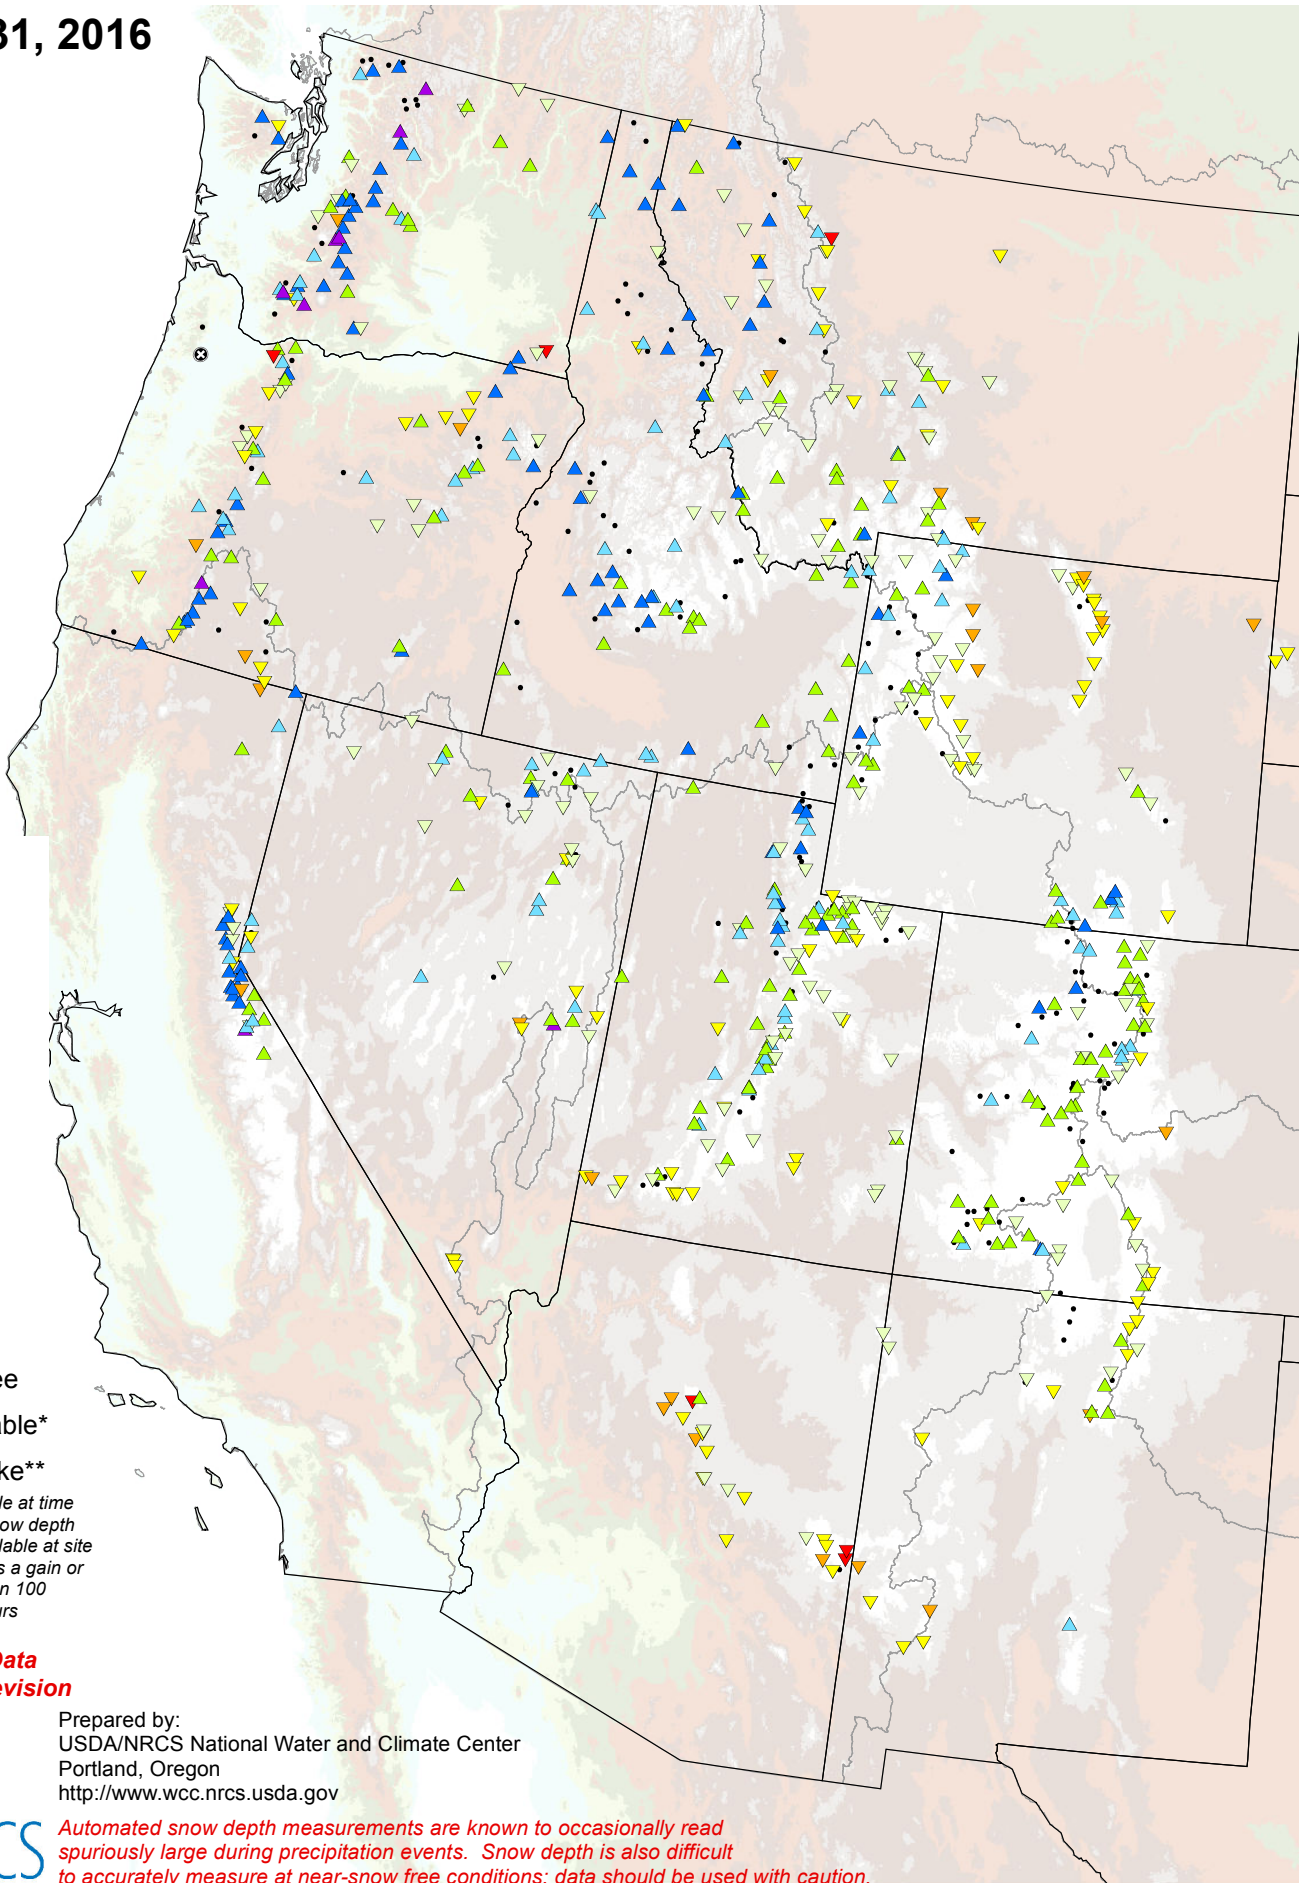 31, 2016
ee
able*
ke**
le at time
ow depth
lable at site
s a gain or
n 100
urs
Data
evision
Prepared by:
USDA/NRCS National Water and Climate Center
Portland, Oregon
http://www.wcc.nrcs.usda.gov
CS
Automated snow depth measurements are known to occasionally read
spuriously large during precipitation events. Snow depth is also difficult
to accurately measure at near-snow free conditions; data should be used with caution.